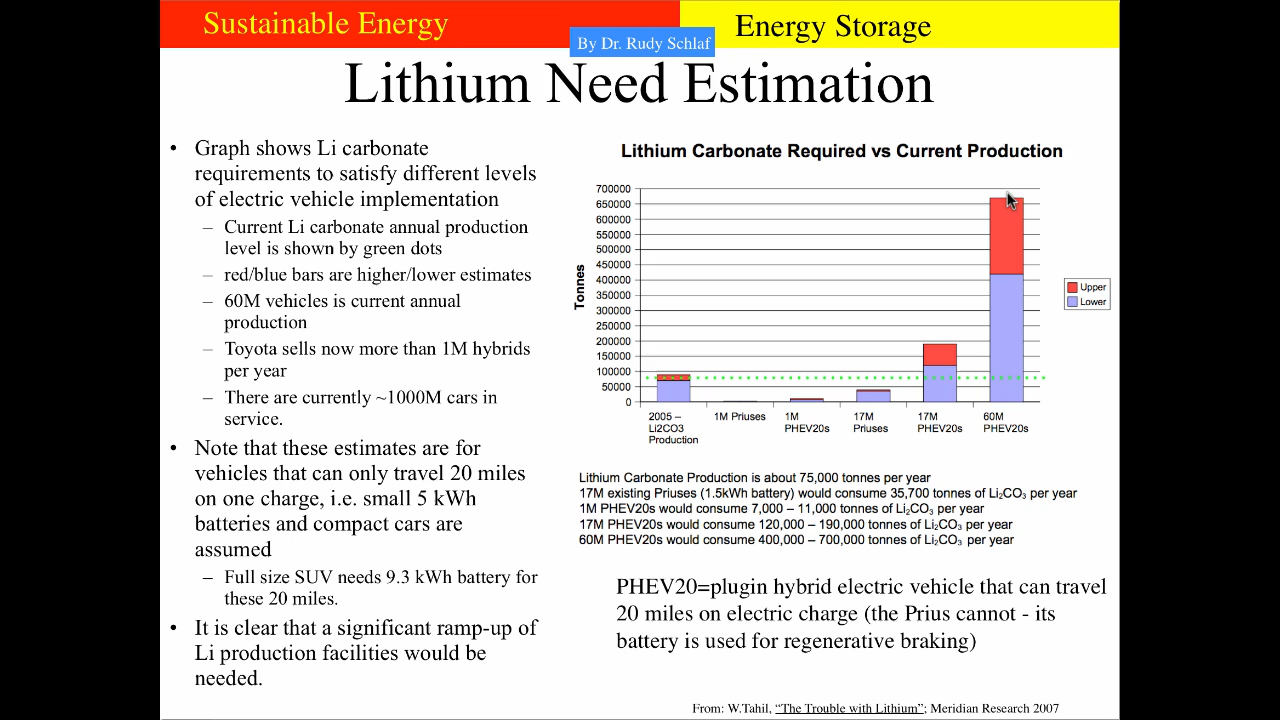 Sustainable Energy
Energy Storage
By Dr. Rudy Schlaf
Lithium Need Estimation
• Graph shows Li carbonate
requirements to satisfy different levels
of electric vehicle implementation
– Current Li carbonate annual production
level is shown by green dots
– red/blue bars are higher/lower estimates
– 60M vehicles is current annual
production
– Toyota sells now more than 1M hybrids
per year
– There are currently ~1000M cars in
service.
• Note that these estimates are for
vehicles that can only travel 20 miles
on one charge, i.e. small 5 kWh
batteries and compact cars are
assumed
– Full size SUV needs 9.3 kWh battery for
these 20 miles.
• It is clear that a significant ramp-up of
Li production facilities would be
needed.
Lithium Carbonate Required vs Current Production
Tonnes
700000
650000
600000
550000
500000
450000
400000
350000
300000
250000
200000
150000
100000
50000
0
2005 –
Li2CO3
Production
1M Priuses
1M
PHEV20s
17M
Priuses
17M
PHEV20s
60M
PHEV20s
Upper
Lower
Lithium Carbonate Production is about 75,000 tonnes per year
17M existing Priuses (1.5kWh battery) would consume 35,700 tonnes of Li₂CO₃ per year
1M PHEV20s would consume 7,000 – 11,000 tonnes of Li₂CO₃ per year
17M PHEV20s would consume 120,000 – 190,000 tonnes of Li₂CO₃ per year
60M PHEV20s would consume 400,000 – 700,000 tonnes of Li₂CO₃ per year
PHEV20=plugin hybrid electric vehicle that can travel
20 miles on electric charge (the Prius cannot - its
battery is used for regenerative braking)
From: W.Tahil, “The Trouble with Lithium”; Meridian Research 2007